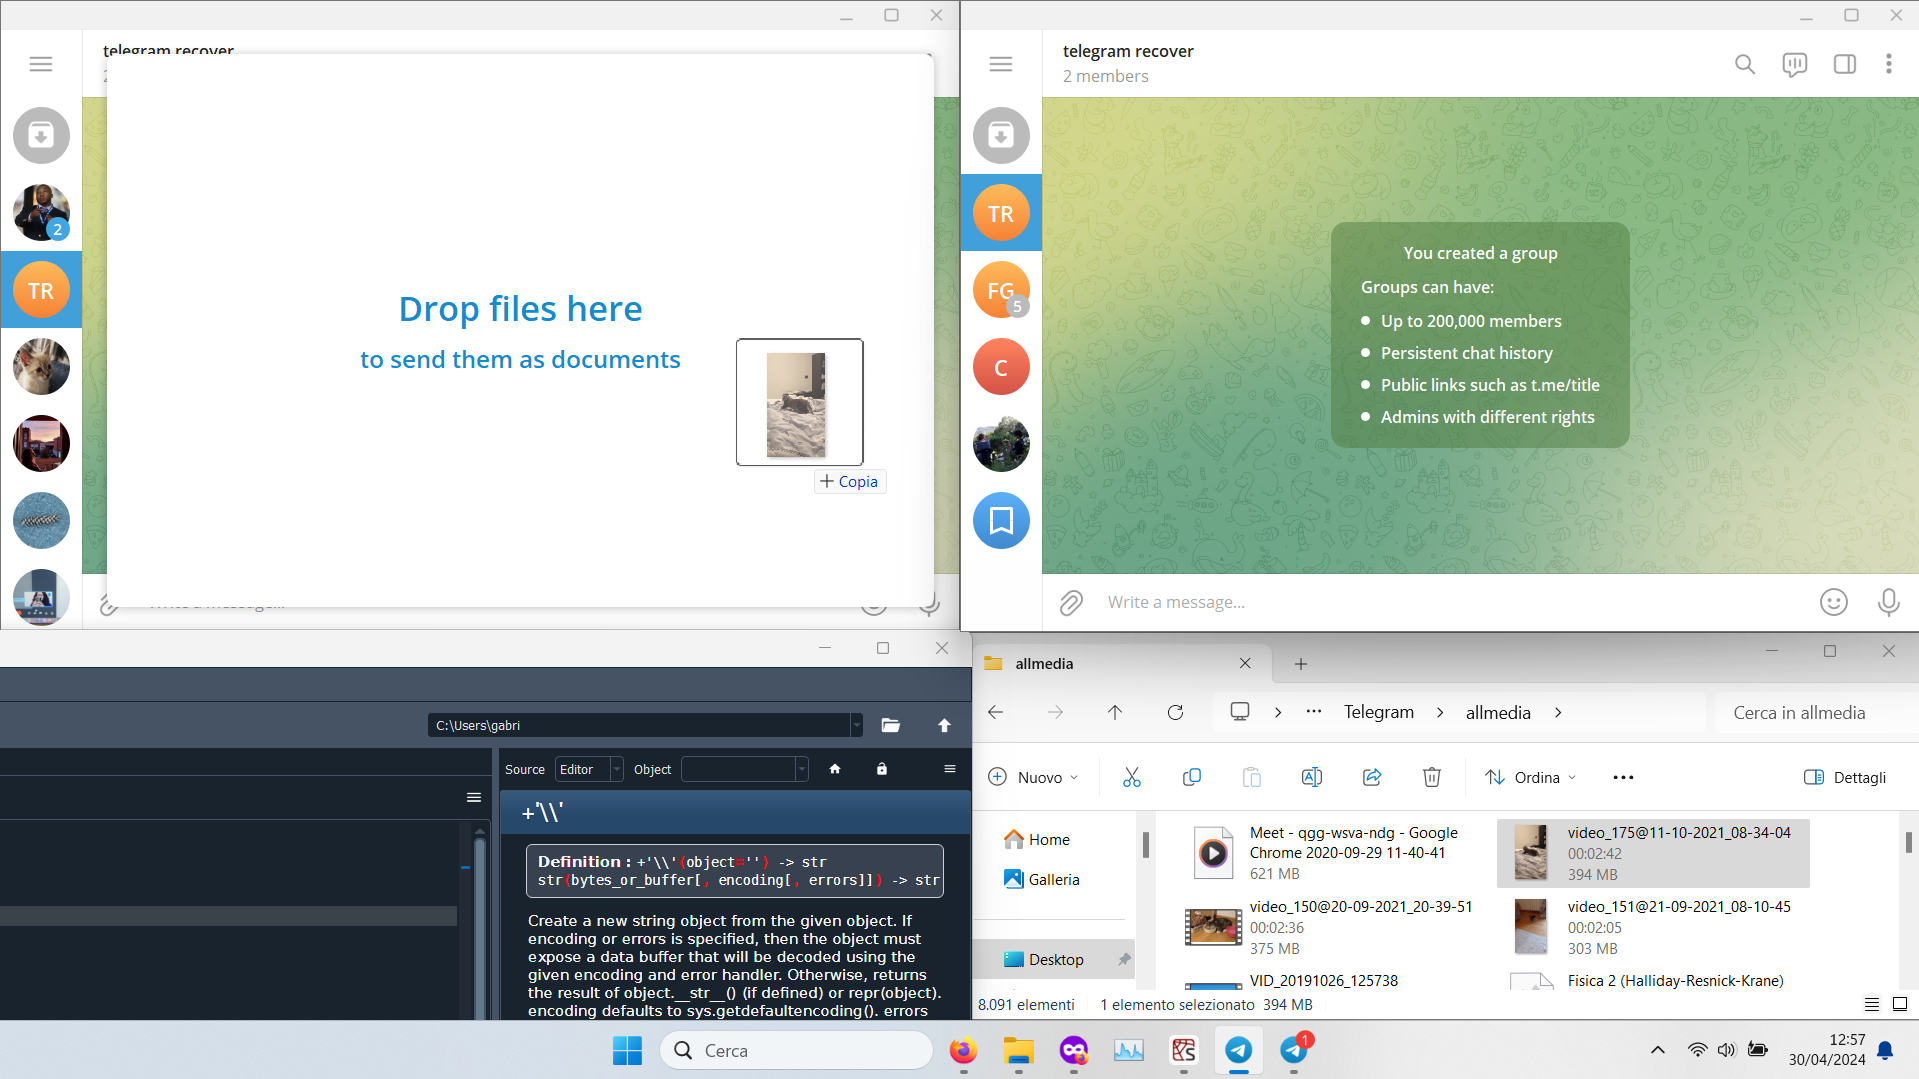 telegram recover
2
2
TR
Drop files here
to send them as documents
Copia
telegram recover
2 members
TR
FG
5
C
You created a group
Groups can have:
Up to 200,000 members
Persistent chat history
Public links such as t.me/title
Admins with different rights
Write a message...
C:\Users\gabri
Source
Editor
Object
+'\\'
Definition : +'\\'(object='') -> str
str(bytes_or_buffer[, encoding[, errors]]) -> str
Create a new string object from the given object. If
encoding or errors is specified, then the object must
expose a data buffer that will be decoded using the
given encoding and error handler. Otherwise, returns
the result of object.__str__() (if defined) or repr(object).
encoding defaults to sys.getdefaultencoding(). errors
allmedia
Telegram
allmedia
Cerca in allmedia
Nuovo
Ordina
Dettagli
Home
Galleria
Desktop
Meet - qgg-wsva-ndg - Google
Chrome 2020-09-29 11-40-41
621 MB
video_175@11-10-2021_08-34-04
00:02:42
394 MB
video_150@20-09-2021_20-39-51
00:02:36
375 MB
video_151@21-09-2021_08-10-45
00:02:05
303 MB
VID_20191026_125738
Fisica 2 (Halliday-Resnick-Krane)
8.091 elementi
1 elemento selezionato 394 MB
Cerca
1
12:57
30/04/2024